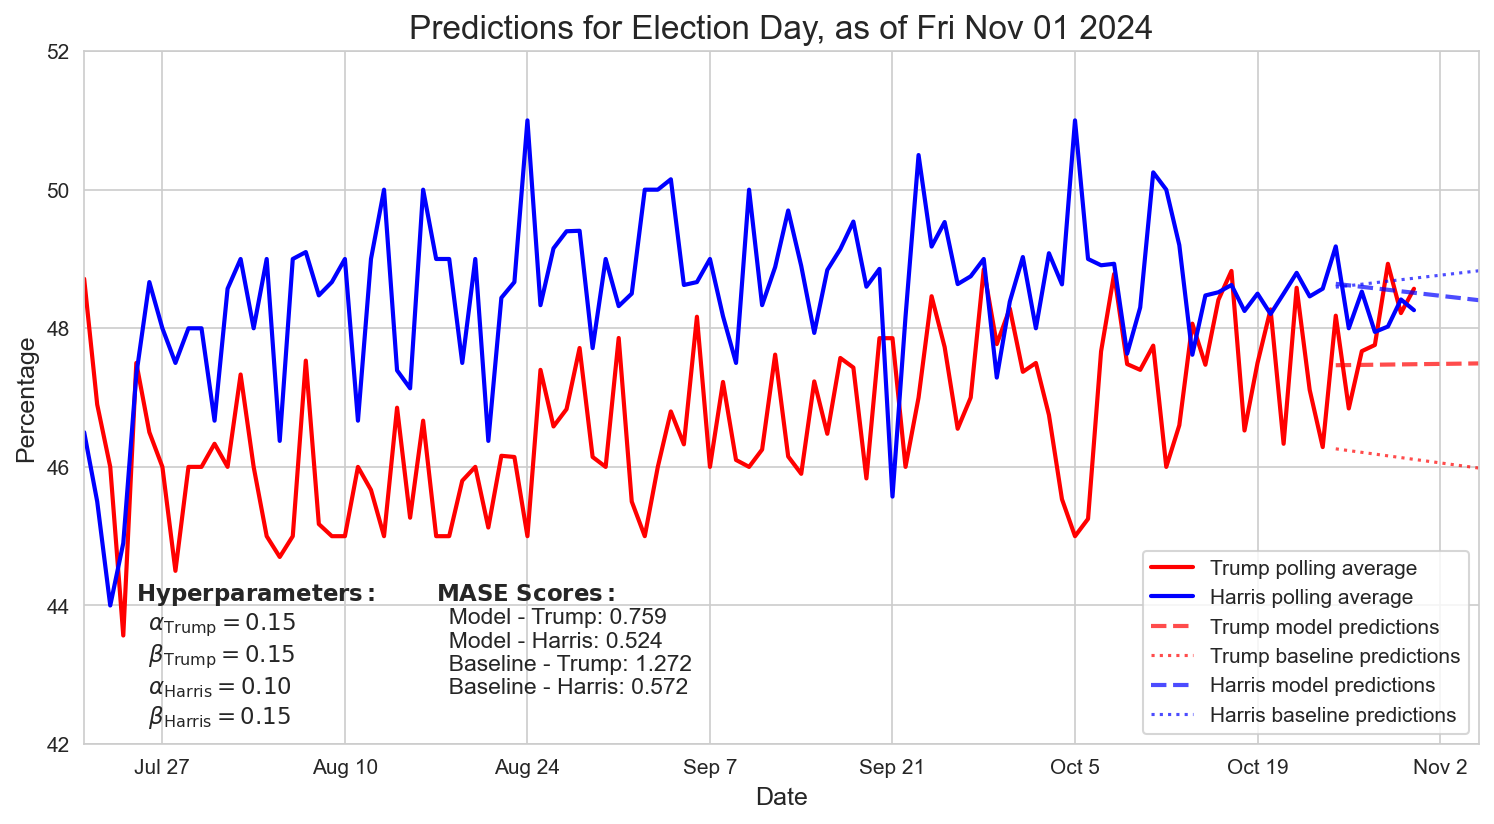 Predictions for Election Day, as of Fri Nov 01 2024
52
50
48
46
44
42
Percentage
Hyperparameters:
α_Trump = 0.15
β_Trump = 0.15
α_Harris = 0.10
β_Harris = 0.15
MASE Scores:
Model - Trump: 0.759
Model - Harris: 0.524
Baseline - Trump: 1.272
Baseline - Harris: 0.572
Trump polling average
Harris polling average
Trump model predictions
Trump baseline predictions
Harris model predictions
Harris baseline predictions
Jul 27 Aug 10 Aug 24 Sep 7 Sep 21 Oct 5 Oct 19 Nov 2
Date